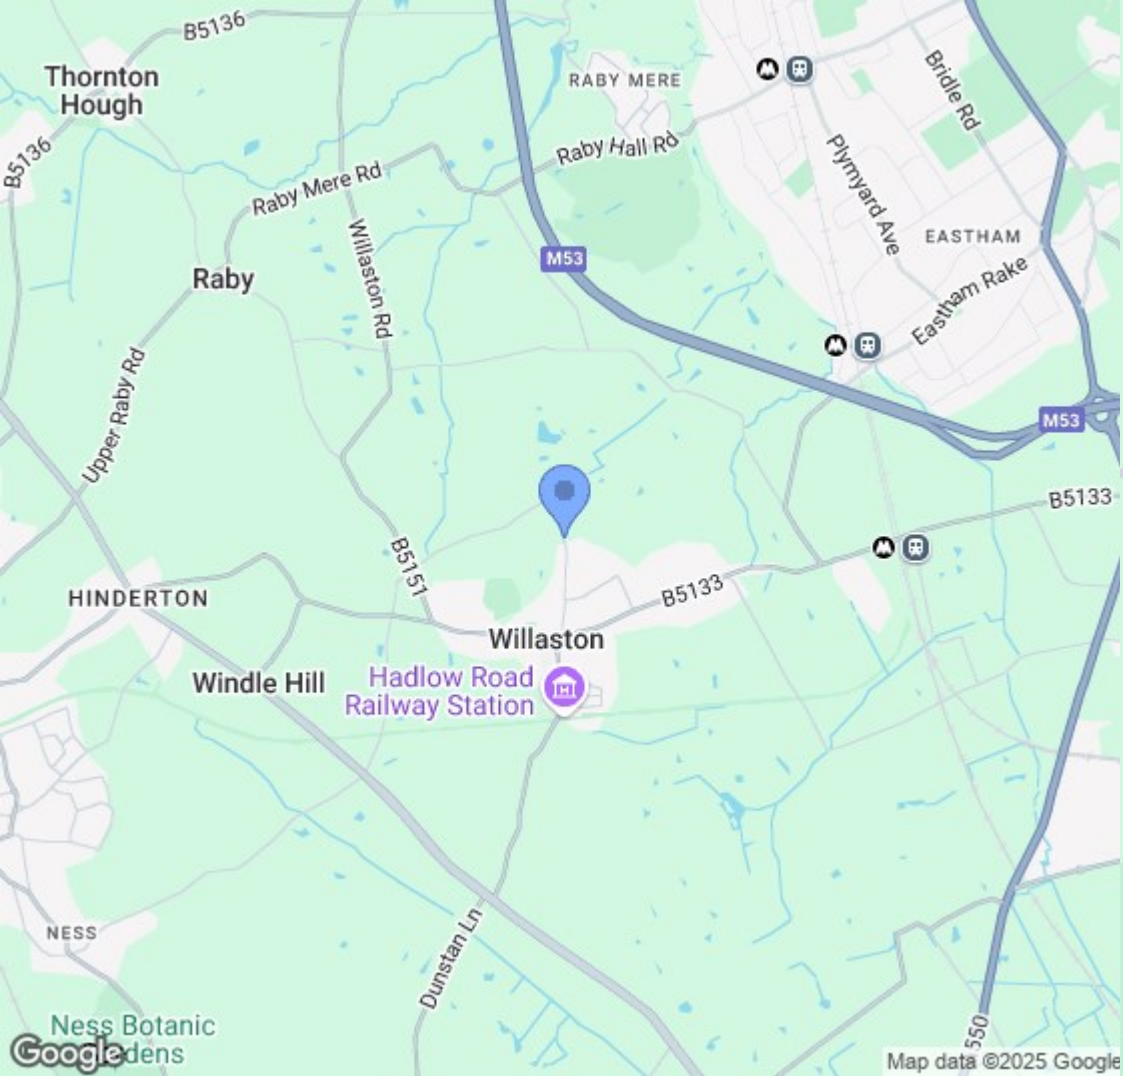 B5136
Thornton
Hough
RABY MERE
Bridle Rd
B5136
Raby Hall Rd
Plymyard Ave
Raby Mere Rd
EASTHAM
Willaston Rd
M53
Raby
Eastham Rake
Upper Raby Rd
M53
B5133
B5151
B5133
HINDERTON
Willaston
Windle Hill
Hadlow Road
Railway Station
NESS
Dunstan Ln
Ness Botanic
Google
dens
550
Map data ©2025 Google